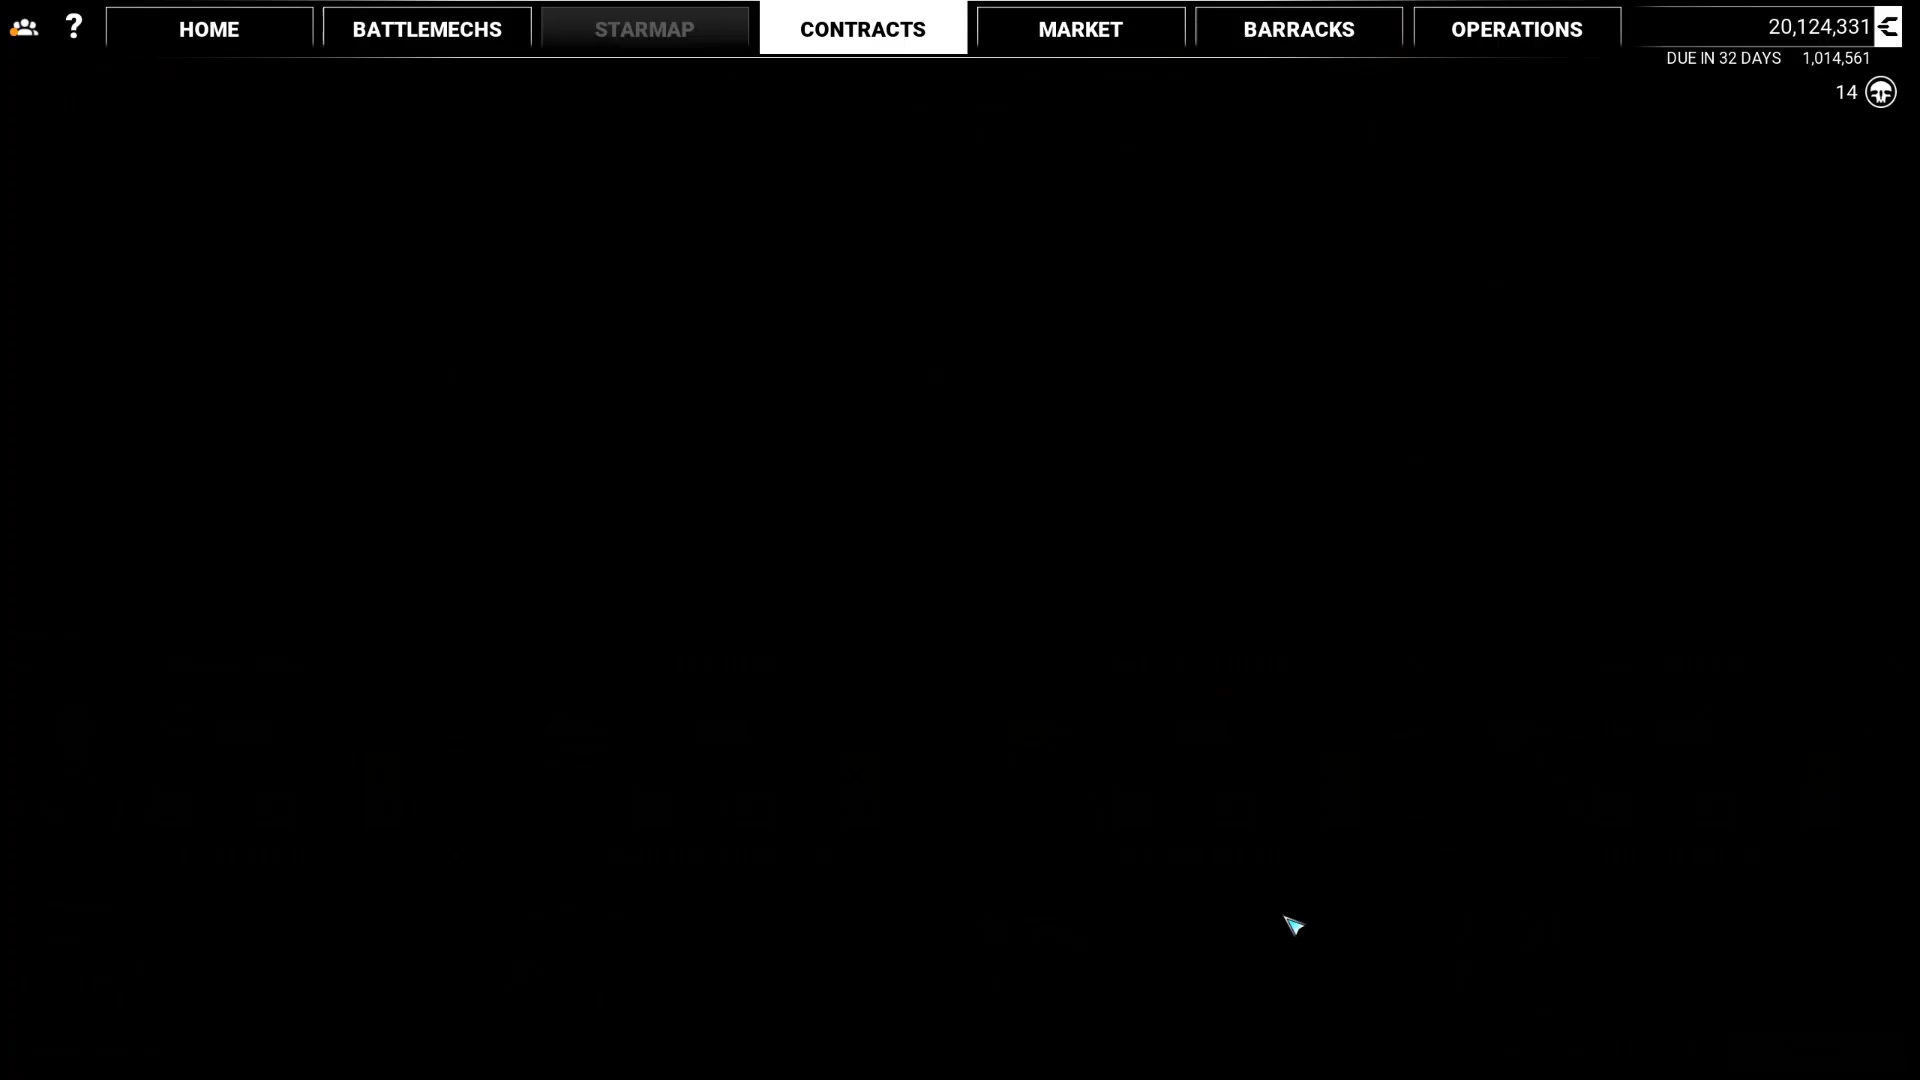 ? HOME BATTLEMECHS STARMAP CONTRACTS MARKET BARRACKS OPERATIONS 20,124,331
DUE IN 32 DAYS 1,014,561
14